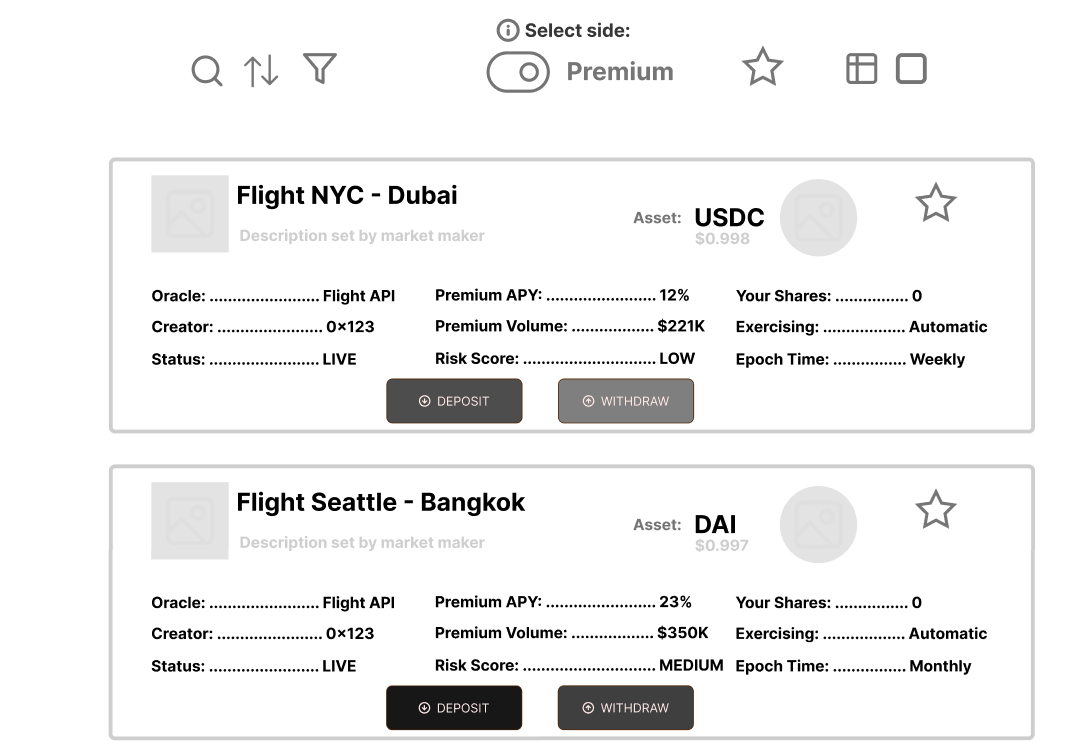 Select side:
Premium
Flight NYC - Dubai
Description set by market maker
Asset: USDC
$0.998
Oracle: ........................ Flight API
Premium APY: ........................ 12%
Your Shares: ................ 0
Creator: ....................... 0×123
Premium Volume: .................. $221K
Exercising: .................. Automatic
Status: ........................ LIVE
Risk Score: ............................. LOW
Epoch Time: ................ Weekly
DEPOSIT
WITHDRAW
Flight Seattle - Bangkok
Description set by market maker
Asset: DAI
$0.997
Oracle: ........................ Flight API
Premium APY: ........................ 23%
Your Shares: ................ 0
Creator: ....................... 0×123
Premium Volume: .................. $350K
Exercising: .................. Automatic
Status: ........................ LIVE
Risk Score: ............................. MEDIUM
Epoch Time: ................ Monthly
DEPOSIT
WITHDRAW